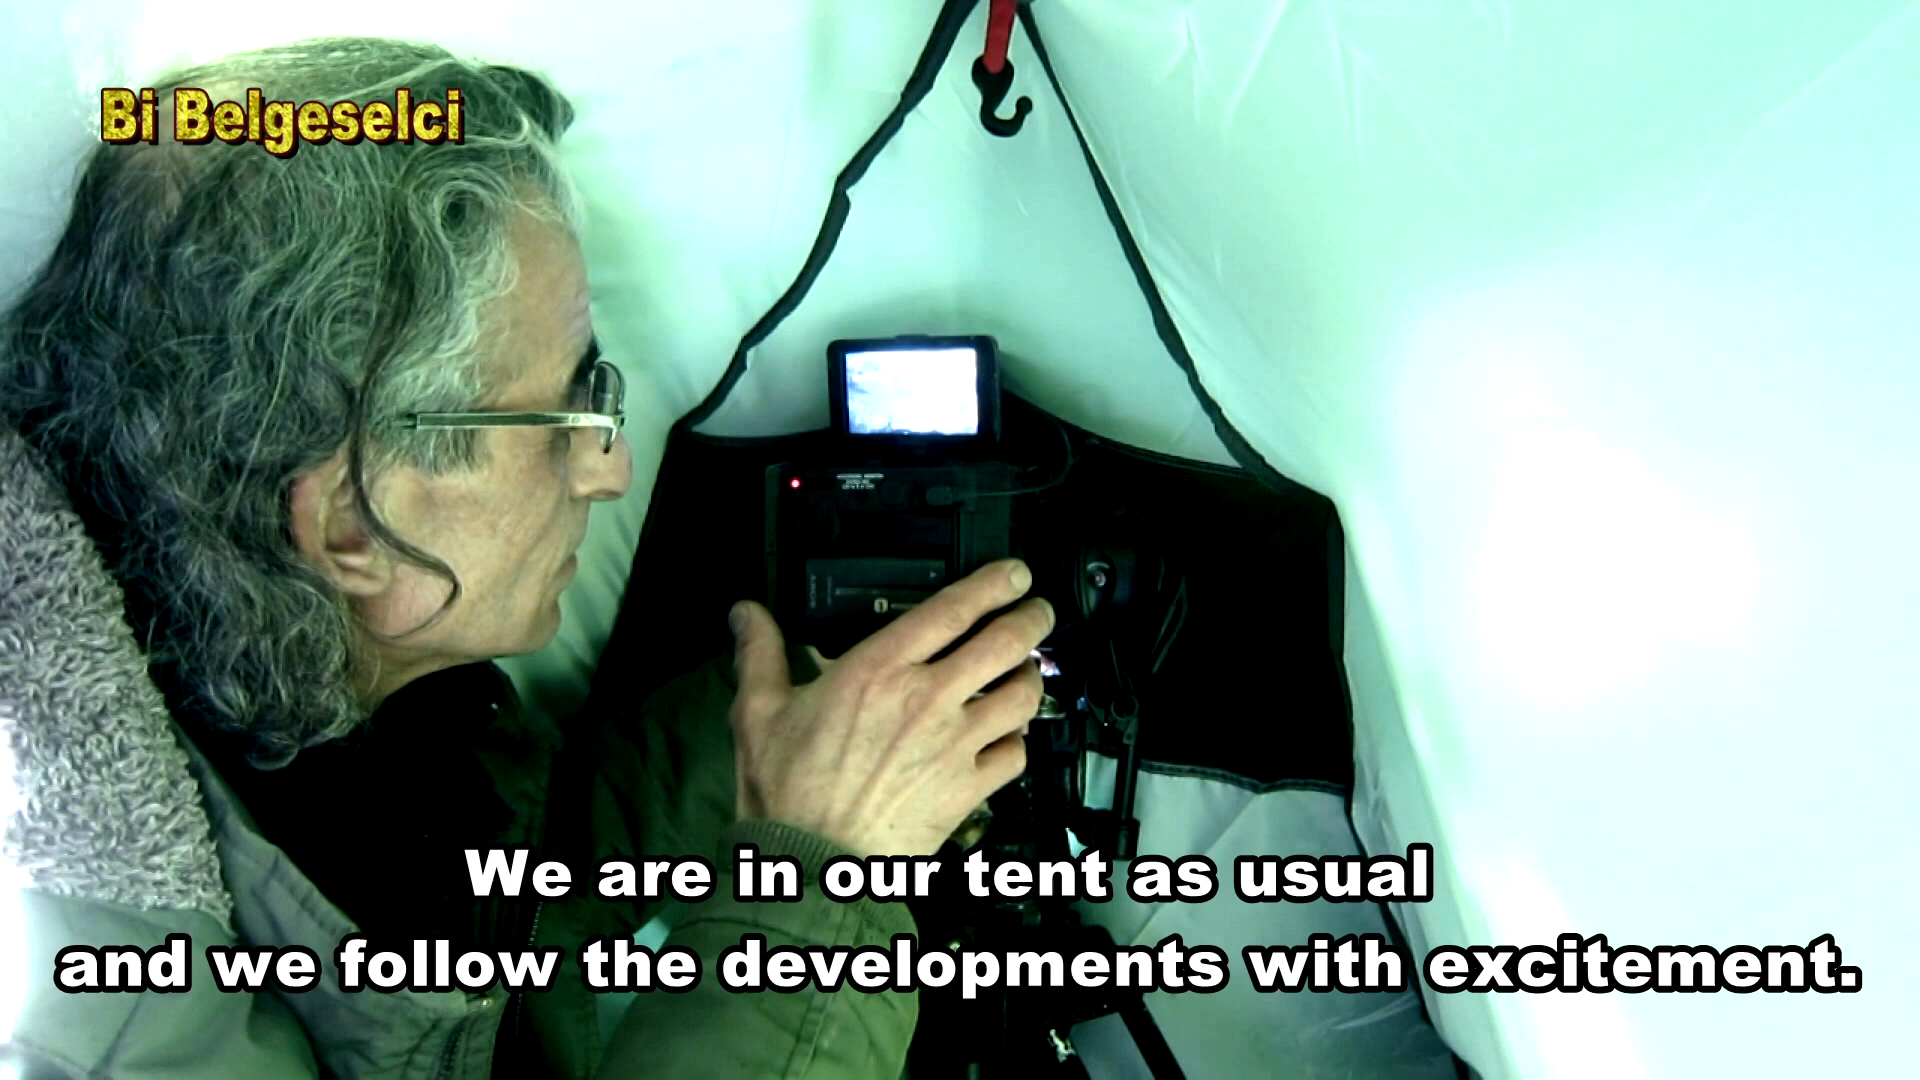 Bi Belgeselci
We are in our tent as usual
and we follow the developments with excitement.